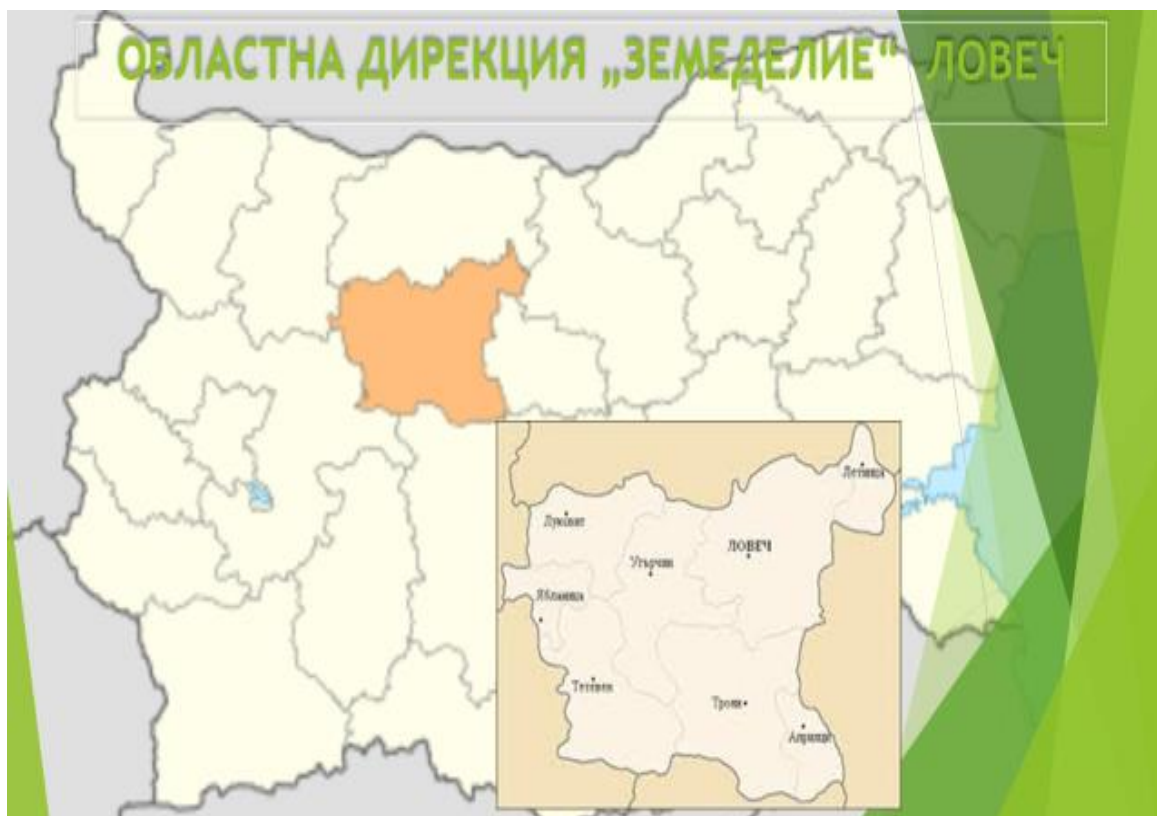 ОБЛАСТНА ДИРЕКЦИЯ „ЗЕМЕДЕЛИЕ“ ЛОВЕЧ
Летница
Луковит
ЛОВЕЧ
Угърчин
Ябланица
Тетевен
Троян
Априлци